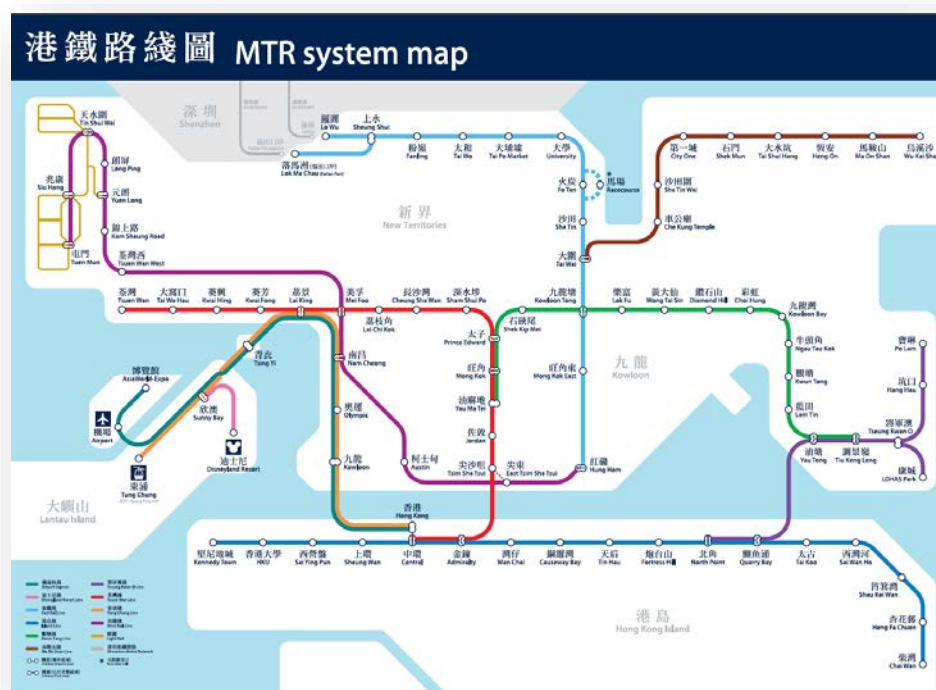 港鐵路綫圖 MTR system map
深圳
Shenzhen
天水圍
Tin Shui Wai
朗屏
Long Ping
兆康
Siu Hong
元朗
Yuen Long
錦上路
Kam Sheung Road
屯門
Tuen Mun
荃灣西
Tsuen Wan West
羅湖
Lo Wu
上水
Sheung Shui
落馬洲
Lok Ma Chau
粉嶺
Fanling
太和
Tai Wo
大埔墟
Tai Po Market
大學
University
火炭
Fo Tan
馬場
Racecourse
沙田
Sha Tin
大圍
Tai Wai
第一城
City One
石門
Shek Mun
大水坑
Tai Shui Hang
恆安
Heng On
馬鞍山
Ma On Shan
烏溪沙
Wu Kai Sha
沙田圍
Sha Tin Wai
車公廟
Che Kung Temple
新界
New Territories
荃灣
Tsuen Wan
大窩口
Tai Wo Hau
葵興
Kwai Hing
葵芳
Kwai Fong
荔景
Lai King
美孚
Mei Foo
長沙灣
Cheung Sha Wan
深水埗
Sham Shui Po
荔枝角
Lai Chi Kok
九龍塘
Kowloon Tong
樂富
Lok Fu
黃大仙
Wong Tai Sin
鑽石山
Diamond Hill
彩虹
Choi Hung
九龍灣
Kowloon Bay
石硤尾
Shek Kip Mei
太子
Prince Edward
牛頭角
Ngau Tau Kok
觀塘
Kwun Tong
藍田
Lam Tin
寶琳
Po Lam
坑口
Hang Hau
將軍澳
Tseung Kwan O
康城
LOHAS Park
油塘
Yau Tong
調景嶺
Tiu Keng Leng
九龍
Kowloon
旺角
Mong Kok
旺角東
Mong Kok East
油麻地
Yau Ma Tei
佐敦
Jordan
尖沙咀
Tsim Sha Tsui
尖東
East Tsim Sha Tsui
紅磡
Hung Hom
南昌
Nam Cheong
奧運
Olympic
九龍
Kowloon
柯士甸
Austin
青衣
Tsing Yi
博覽館
AsiaWorld-Expo
機場
Airport
欣澳
Sunny Bay
迪士尼
Disneyland Resort
東涌
Tung Chung
大嶼山
Lantau Island
香港
Hong Kong
堅尼地城
Kennedy Town
香港大學
HKU
西營盤
Sai Ying Pun
上環
Sheung Wan
中環
Central
金鐘
Admiralty
灣仔
Wan Chai
銅鑼灣
Causeway Bay
天后
Tin Hau
炮台山
Fortress Hill
北角
North Point
鰂魚涌
Quarry Bay
太古
Tai Koo
西灣河
Sai Wan Ho
筲箕灣
Shau Kei Wan
杏花邨
Heng Fa Chuen
柴灣
Chai Wan
港島
Hong Kong Island